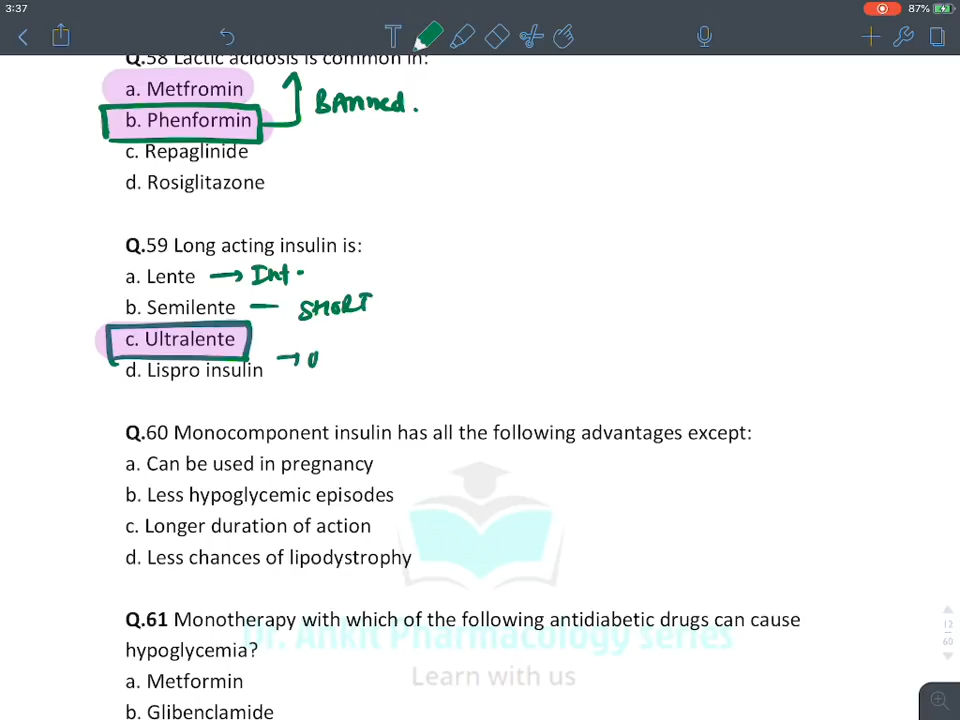 3:37
87%
Q.58 Lactic acidosis is common in:
a. Metfromin
b. Phenformin
Banned.
c. Repaglinide
d. Rosiglitazone
Q.59 Long acting insulin is:
a. Lente → Int.
b. Semilente — SHORT
c. Ultralente
d. Lispro insulin →
Q.60 Monocomponent insulin has all the following advantages except:
a. Can be used in pregnancy
b. Less hypoglycemic episodes
c. Longer duration of action
d. Less chances of lipodystrophy
Q.61 Monotherapy with which of the following antidiabetic drugs can cause
hypoglycemia?
Dr. Ankit Pharmacology series
Learn with us
a. Metformin
b. Glibenclamide
12
60